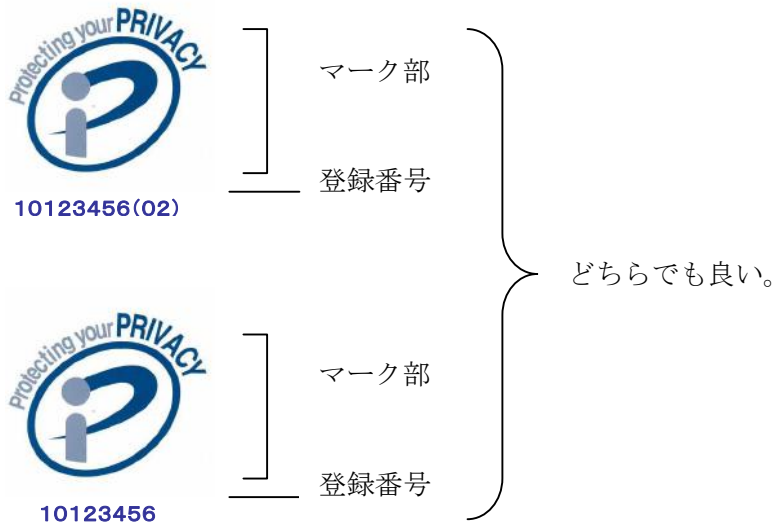 Protecting your PRIVACY
マーク部
登録番号
10123456(02)
どちらでも良い。
Protecting your PRIVACY
マーク部
登録番号
10123456